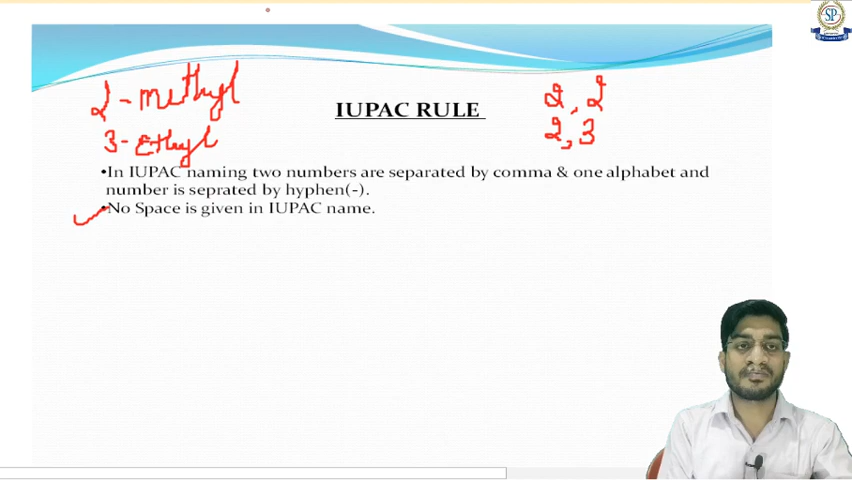 SP
2-methyl
2,2
IUPAC RULE
3-Ethyl
2,3
•In IUPAC naming two numbers are separated by comma & one alphabet and
number is seprated by hyphen(-).
•No Space is given in IUPAC name.